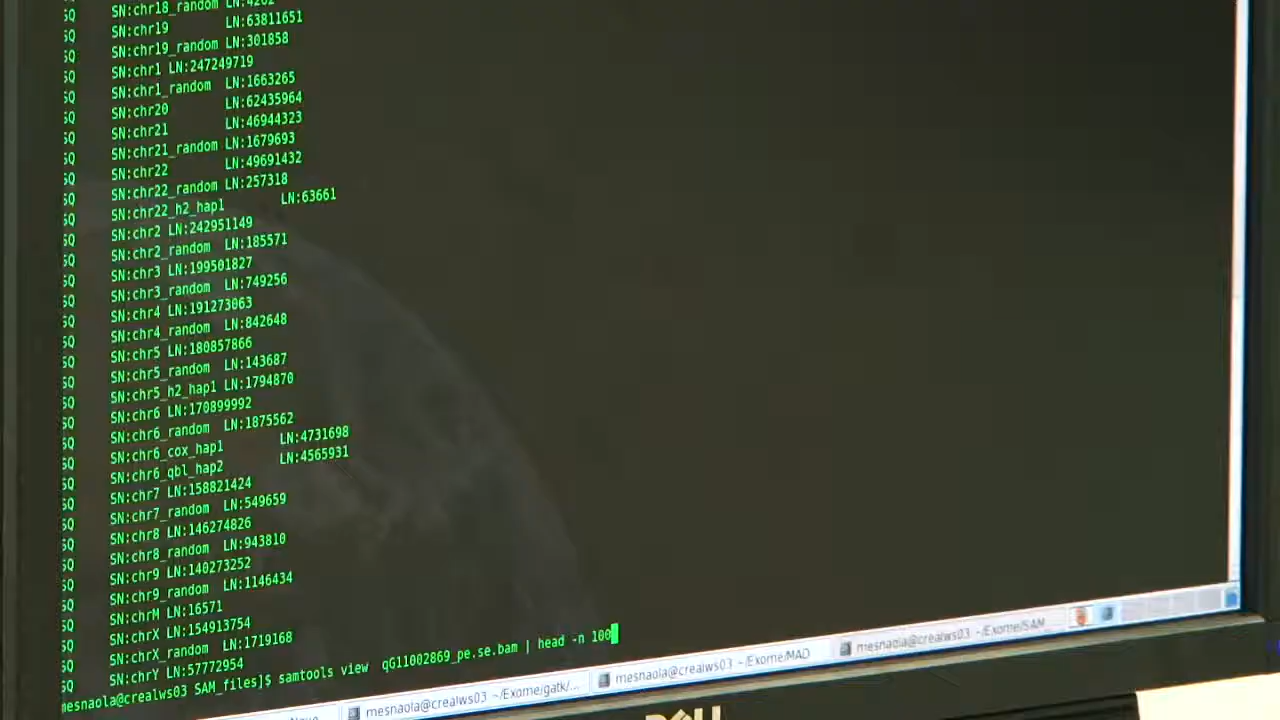 SQ SN:chr18_random LN:4262
SQ SN:chr19 LN:63811651
SQ SN:chr19_random LN:301858
SQ SN:chr1 LN:247249719
SQ SN:chr1_random LN:1663265
SQ SN:chr20 LN:62435964
SQ SN:chr21 LN:46944323
SQ SN:chr21_random LN:1679693
SQ SN:chr22 LN:49691432
SQ SN:chr22_random LN:257318
SQ SN:chr22_h2_hap1 LN:63661
SQ SN:chr2 LN:242951149
SQ SN:chr2_random LN:185571
SQ SN:chr3 LN:199501827
SQ SN:chr3_random LN:749256
SQ SN:chr4 LN:191273063
SQ SN:chr4_random LN:842648
SQ SN:chr5 LN:180857866
SQ SN:chr5_random LN:143687
SQ SN:chr5_h2_hap1 LN:1794870
SQ SN:chr6 LN:170899992
SQ SN:chr6_random LN:1875562
SQ SN:chr6_cox_hap1 LN:4731698
SQ SN:chr6_qbl_hap2 LN:4565931
SQ SN:chr7 LN:158821424
SQ SN:chr7_random LN:549659
SQ SN:chr8 LN:146274826
SQ SN:chr8_random LN:943810
SQ SN:chr9 LN:140273252
SQ SN:chr9_random LN:1146434
SQ SN:chrM LN:16571
SQ SN:chrX LN:154913754
SQ SN:chrX_random LN:1719168
SQ SN:chrY LN:57772954
mesnaola@crealws03 SAM_files]$ samtools view qG11002869_pe.se.bam | head -n 100
mesnaola@crealws03 ~/Exome/gatk/...
mesnaola@crealws03 ~/Exome/MAD
mesnaola@crealws03 ~/Exome/SAM
DELL